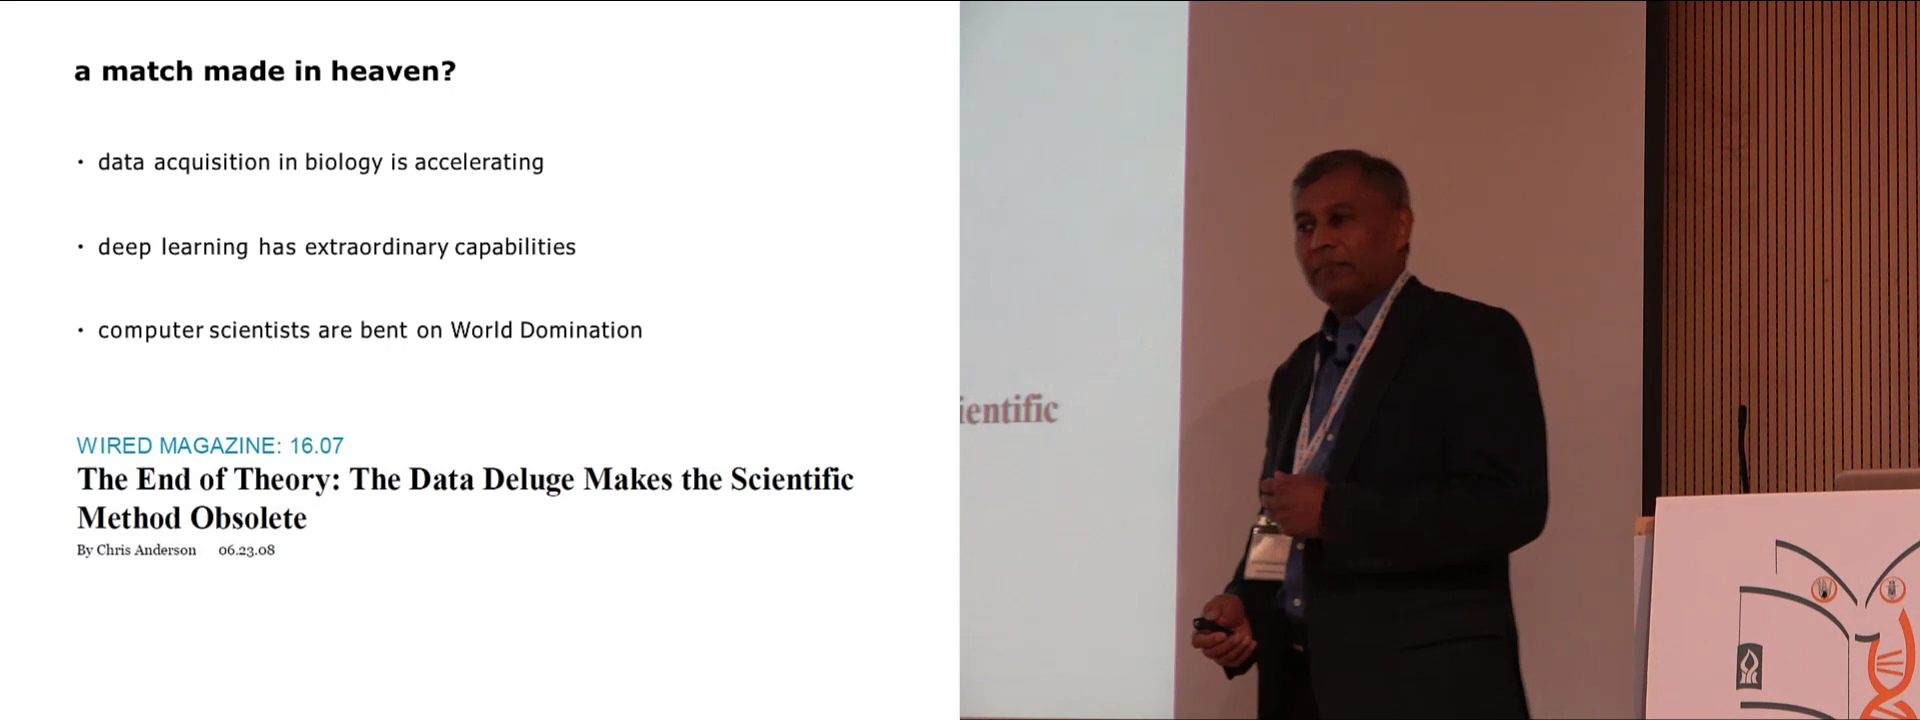 a match made in heaven?
• data acquisition in biology is accelerating
• deep learning has extraordinary capabilities
• computer scientists are bent on World Domination
WIRED MAGAZINE: 16.07
The End of Theory: The Data Deluge Makes the Scientific
Method Obsolete
By Chris Anderson 06.23.08
ientific